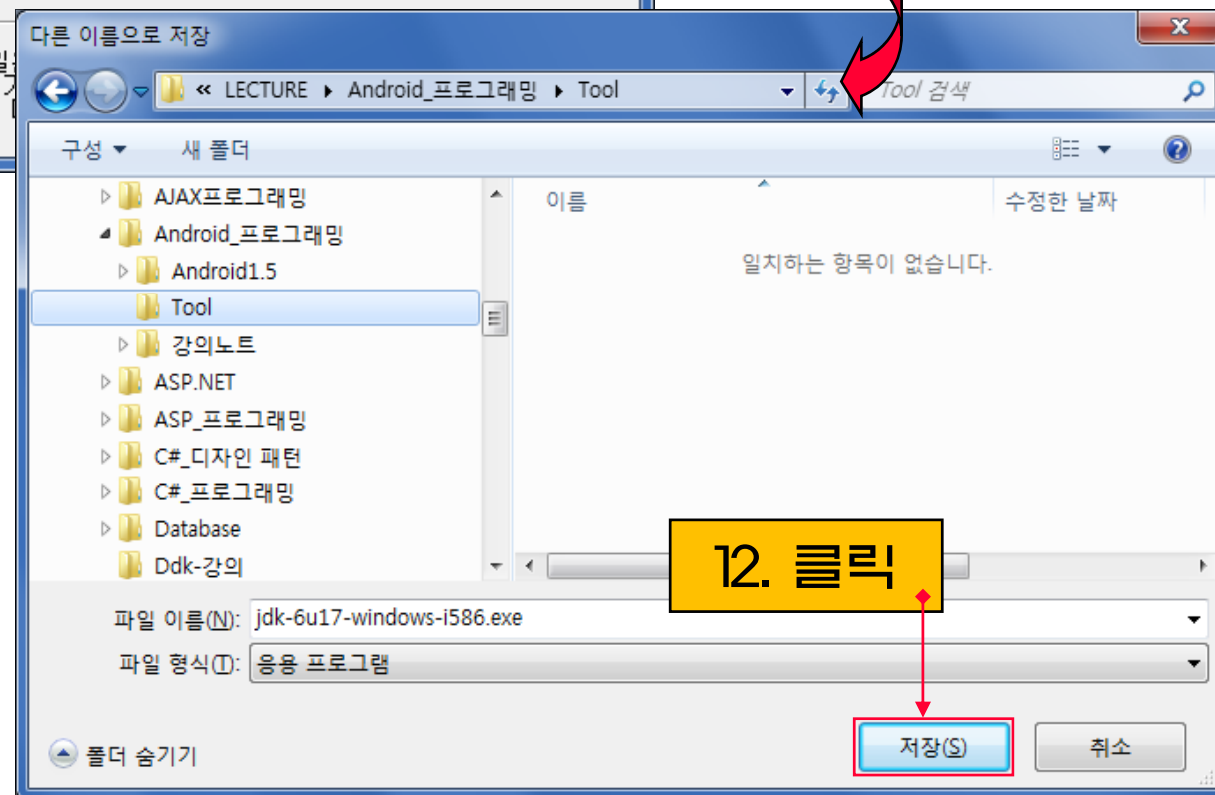 다른 이름으로 저장
« LECTURE ▸ Android_프로그래밍 ▸ Tool
Tool 검색
구성 새 폴더
이름 수정한 날짜
일치하는 항목이 없습니다.
AJAX프로그래밍
Android_프로그래밍
Android1.5
Tool
강의노트
ASP.NET
ASP_프로그래밍
C#_디자인 패턴
C#_프로그래밍
Database
Ddk-강의
12. 클릭
파일 이름(N): jdk-6u17-windows-i586.exe
파일 형식(T): 응용 프로그램
폴더 숨기기 저장(S) 취소